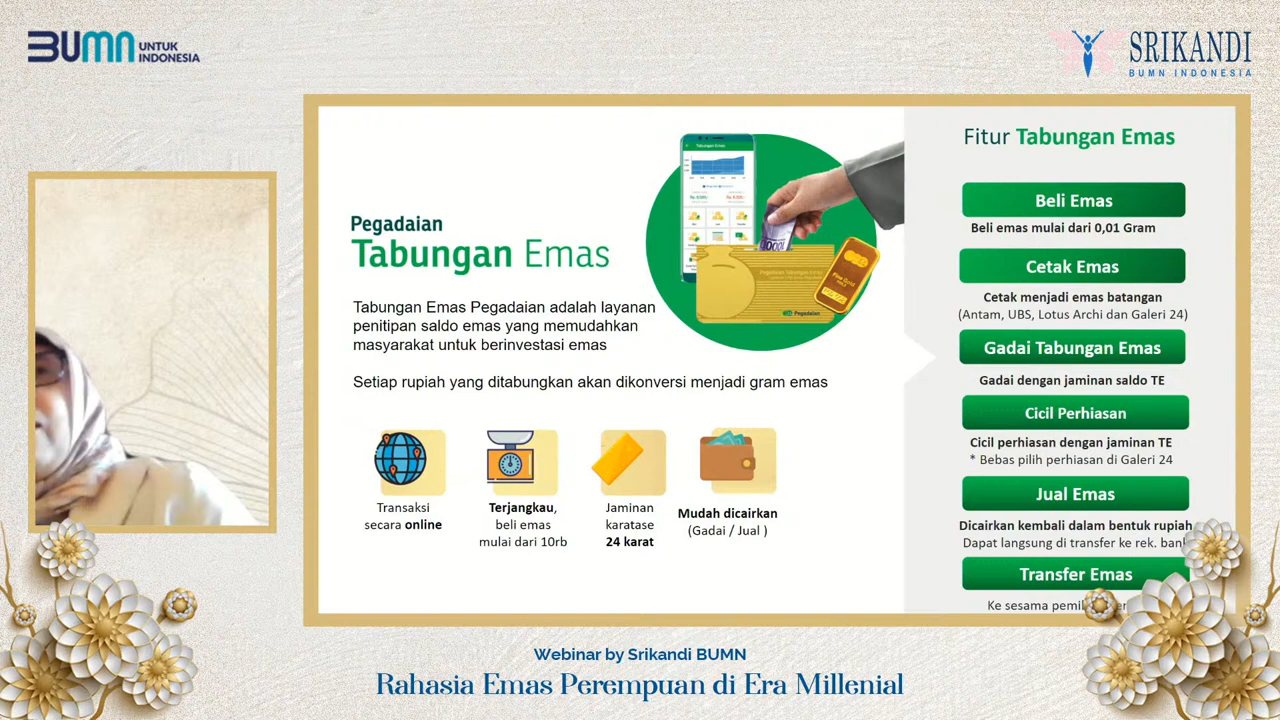 BUMN UNTUK
INDONESIA
SRIKANDI
BUMN INDONESIA
Pegadaian
Tabungan Emas
Tabungan Emas Pegadaian adalah layanan
penitipan saldo emas yang memudahkan
masyarakat untuk berinvestasi emas
Setiap rupiah yang ditabungkan akan dikonversi menjadi gram emas
Tabungan Emas
Fine Gold
Pegadaian
Transaksi
secara online
Terjangkau,
beli emas
mulai dari 10rb
Jaminan
karatase
24 karat
Mudah dicairkan
(Gadai / Jual )
Fitur Tabungan Emas
Beli Emas
Beli emas mulai dari 0,01 Gram
Cetak Emas
Cetak menjadi emas batangan
(Antam, UBS, Lotus Archi dan Galeri 24)
Gadai Tabungan Emas
Gadai dengan jaminan saldo TE
Cicil Perhiasan
Cicil perhiasan dengan jaminan TE
* Bebas pilih perhiasan di Galeri 24
Jual Emas
Dicairkan kembali dalam bentuk rupiah
Dapat langsung di transfer ke rek. bank
Transfer Emas
Ke sesama
Webinar by Srikandi BUMN
Rahasia Emas Perempuan di Era Millenial